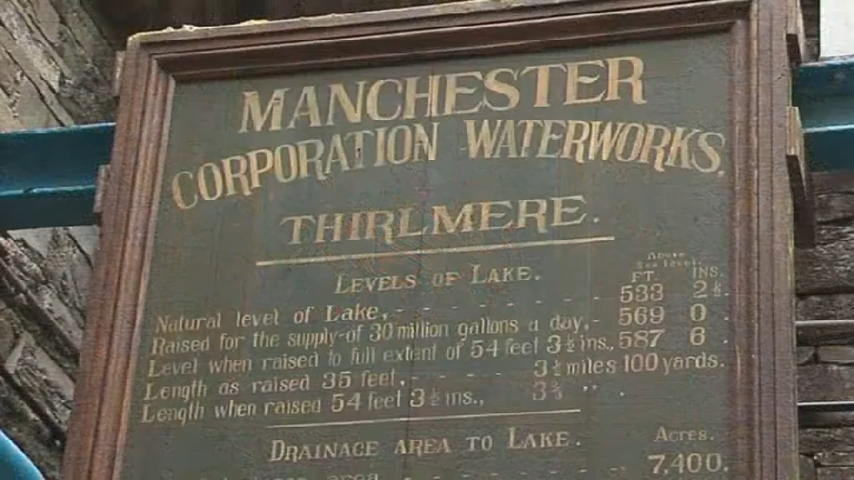 MANCHESTER
CORPORATION WATERWORKS.
THIRLMERE.
LEVELS OF LAKE.
Above
Sea level
FT. INS.
Natural level of Lake, - - - - - - 533 2
Raised for the supply of 30 million gallons a day, - 569 0
Level when raised to full extent of 54 feet 3½ ins., 587 6
Length as raised 35 feet, - - - 3½ miles 100 yards.
Length when raised 54 feet 3½ ins., 3¾ " .
DRAINAGE AREA TO LAKE. Acres.
area 7,400.